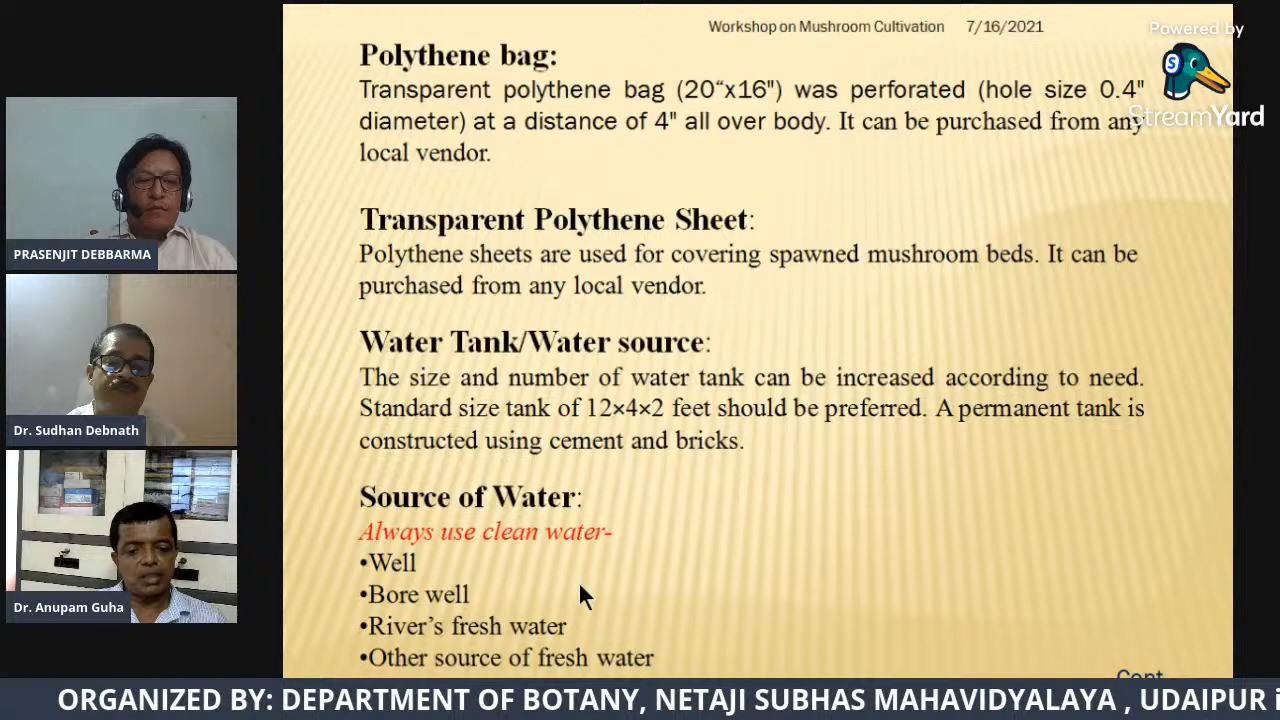 Workshop on Mushroom Cultivation 7/16/2021
Powered by
StreamYard
Polythene bag:
Transparent polythene bag (20“x16") was perforated (hole size 0.4"
diameter) at a distance of 4" all over body. It can be purchased from any
local vendor.
Transparent Polythene Sheet:
Polythene sheets are used for covering spawned mushroom beds. It can be
purchased from any local vendor.
Water Tank/Water source:
The size and number of water tank can be increased according to need.
Standard size tank of 12×4×2 feet should be preferred. A permanent tank is
constructed using cement and bricks.
Source of Water:
Always use clean water-
•Well
•Bore well
•River’s fresh water
•Other source of fresh water
Cont
PRASENJIT DEBBARMA
Dr. Sudhan Debnath
Dr. Anupam Guha
ORGANIZED BY: DEPARTMENT OF BOTANY, NETAJI SUBHAS MAHAVIDYALAYA , UDAIPUR i